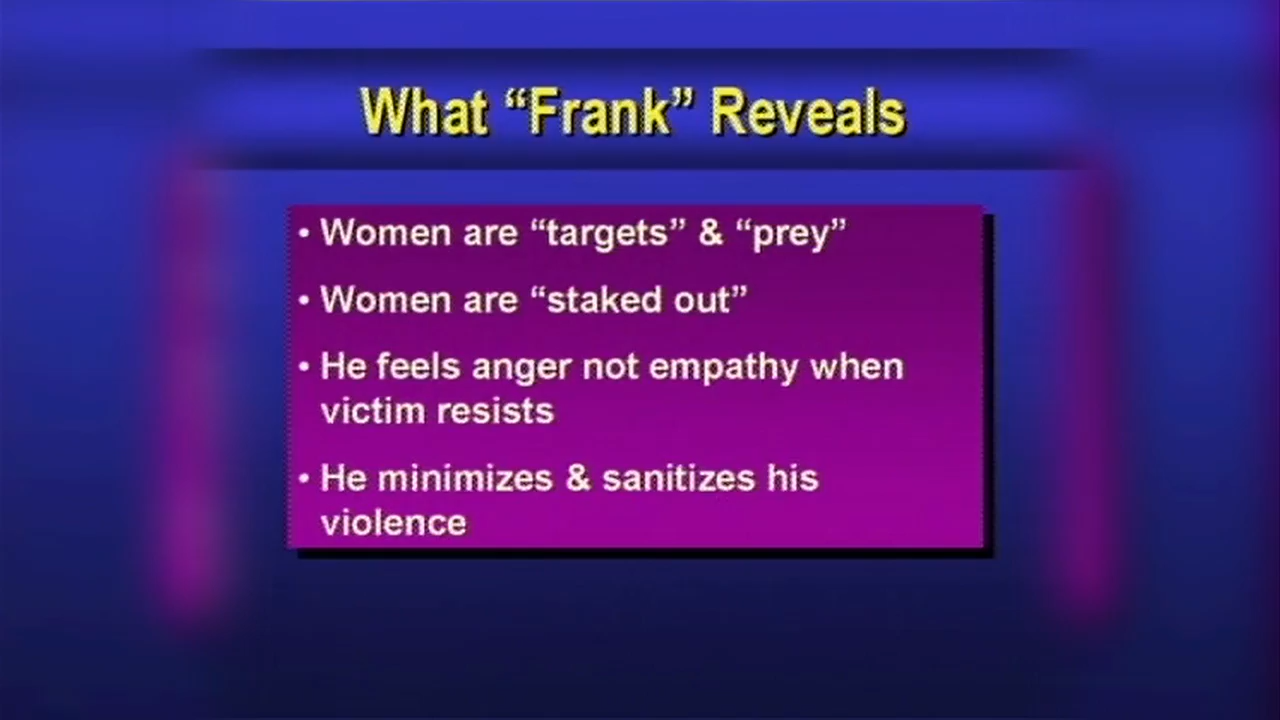 What “Frank” Reveals
• Women are “targets” & “prey”
• Women are “staked out”
• He feels anger not empathy when
victim resists
• He minimizes & sanitizes his
violence